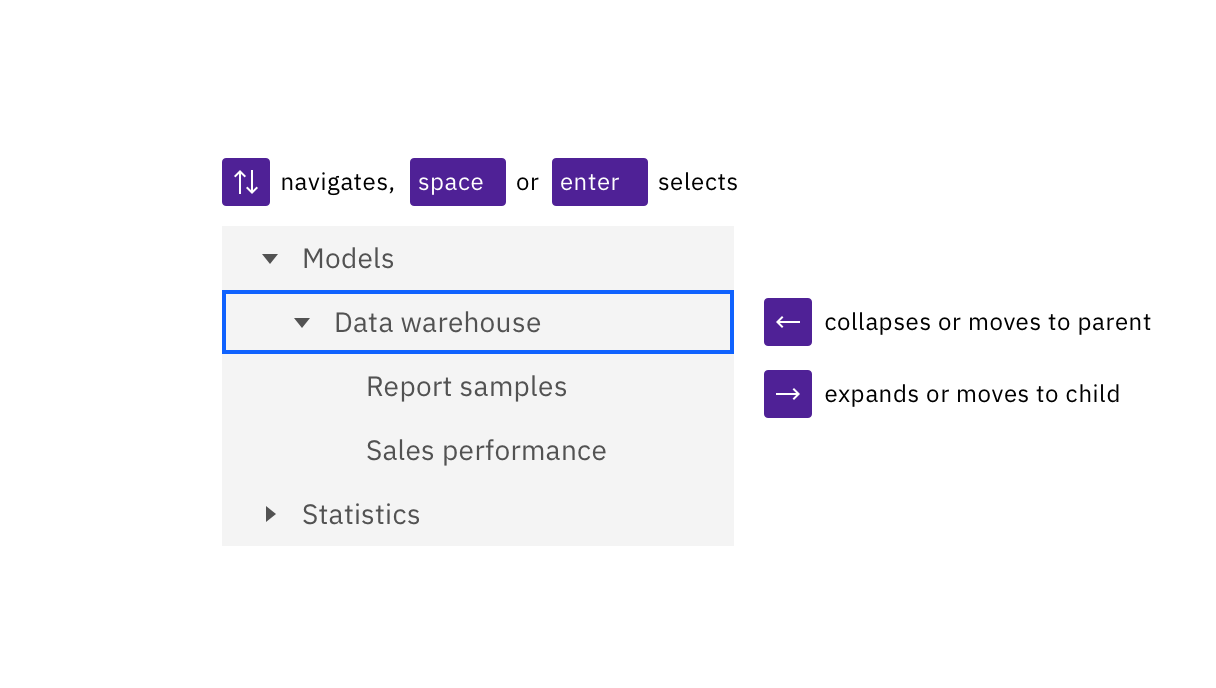 navigates, space or enter selects
Models
Data warehouse
collapses or moves to parent
Report samples
expands or moves to child
Sales performance
Statistics